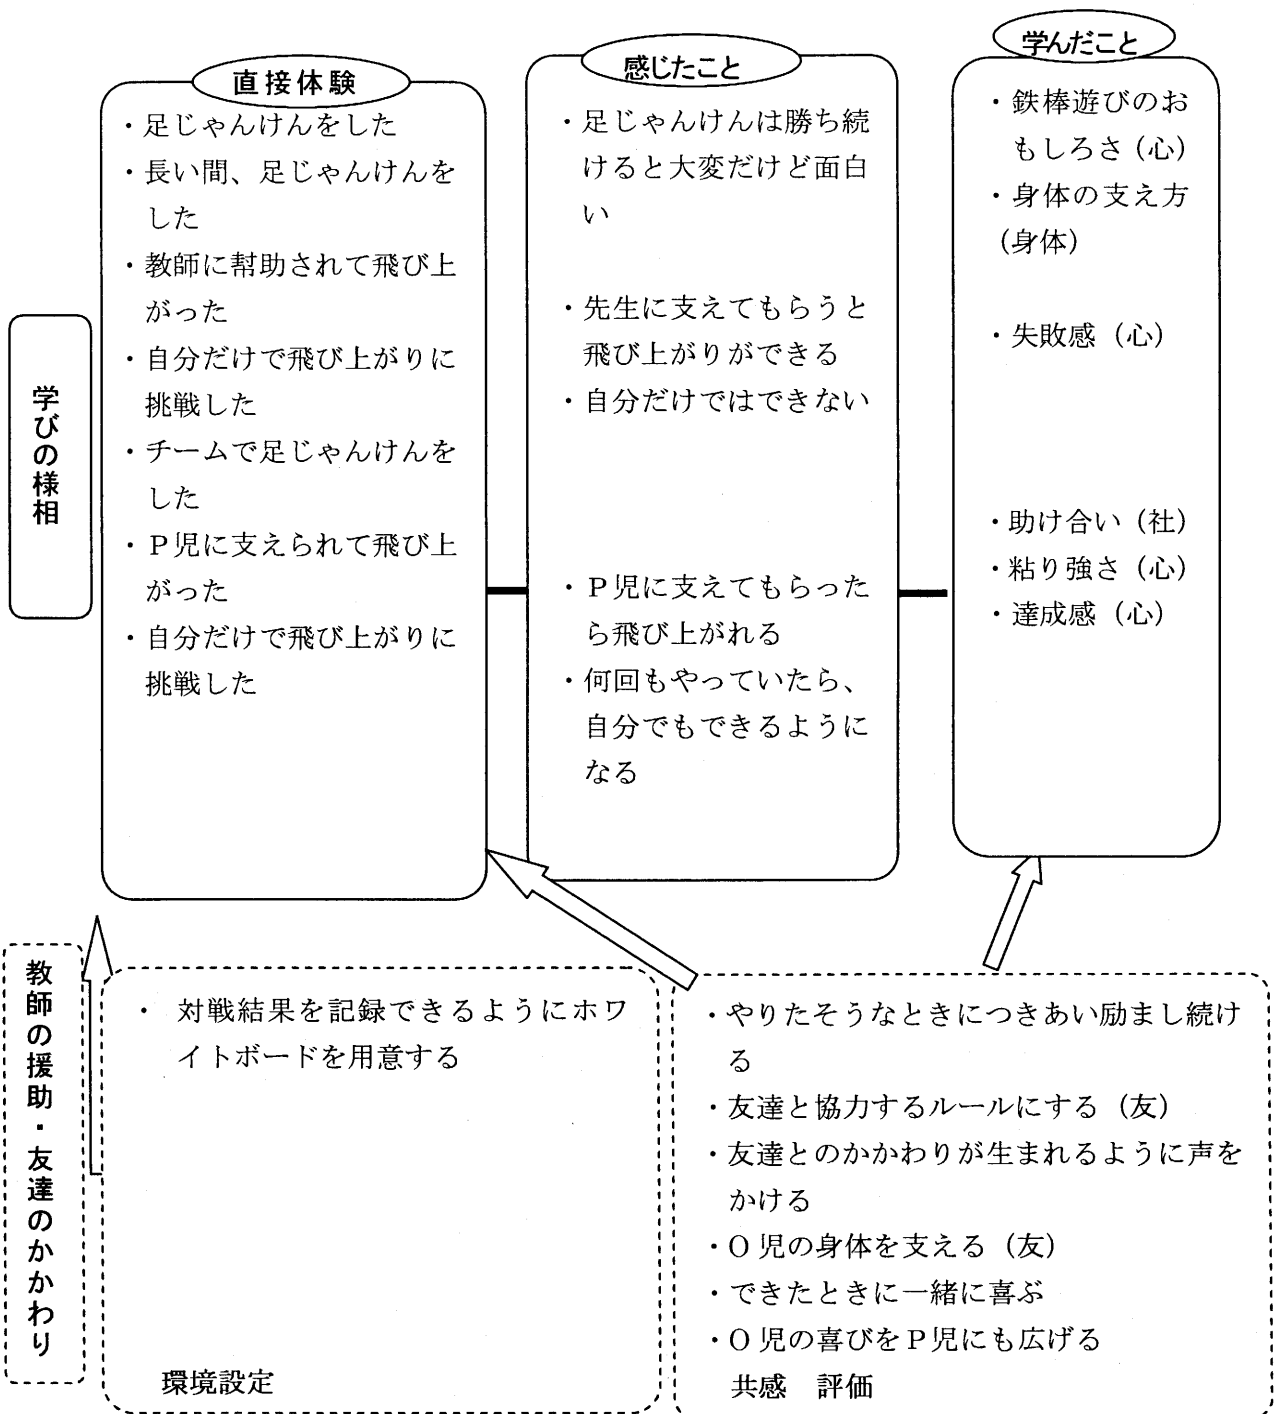 学びの様相
直接体験
・足じゃんけんをした
・長い間、足じゃんけんを
した
・教師に幇助されて飛び上
がった
・自分だけで飛び上がりに
挑戦した
・チームで足じゃんけんを
した
・P児に支えられて飛び上
がった
・自分だけで飛び上がりに
挑戦した
感じたこと
・足じゃんけんは勝ち続
けると大変だけど面白
い
・先生に支えてもらうと
飛び上がりができる
・自分だけではできない
・P児に支えてもらった
ら飛び上がれる
・何回もやっていたら、
自分でもできるように
なる
学んだこと
・鉄棒遊びのお
もしろさ(心)
・身体の支え方
(身体)
・失敗感(心)
・助け合い(社)
・粘り強さ(心)
・達成感(心)
教師の援助・友達のかかわり
・ 対戦結果を記録できるようにホワ
イトボードを用意する
環境設定
・やりたそうなときにつきあい励まし続け
る
・友達と協力するルールにする(友)
・友達とのかかわりが生まれるように声を
かける
・O児の身体を支える(友)
・できたときに一緒に喜ぶ
・O児の喜びをP児にも広げる
共感 評価